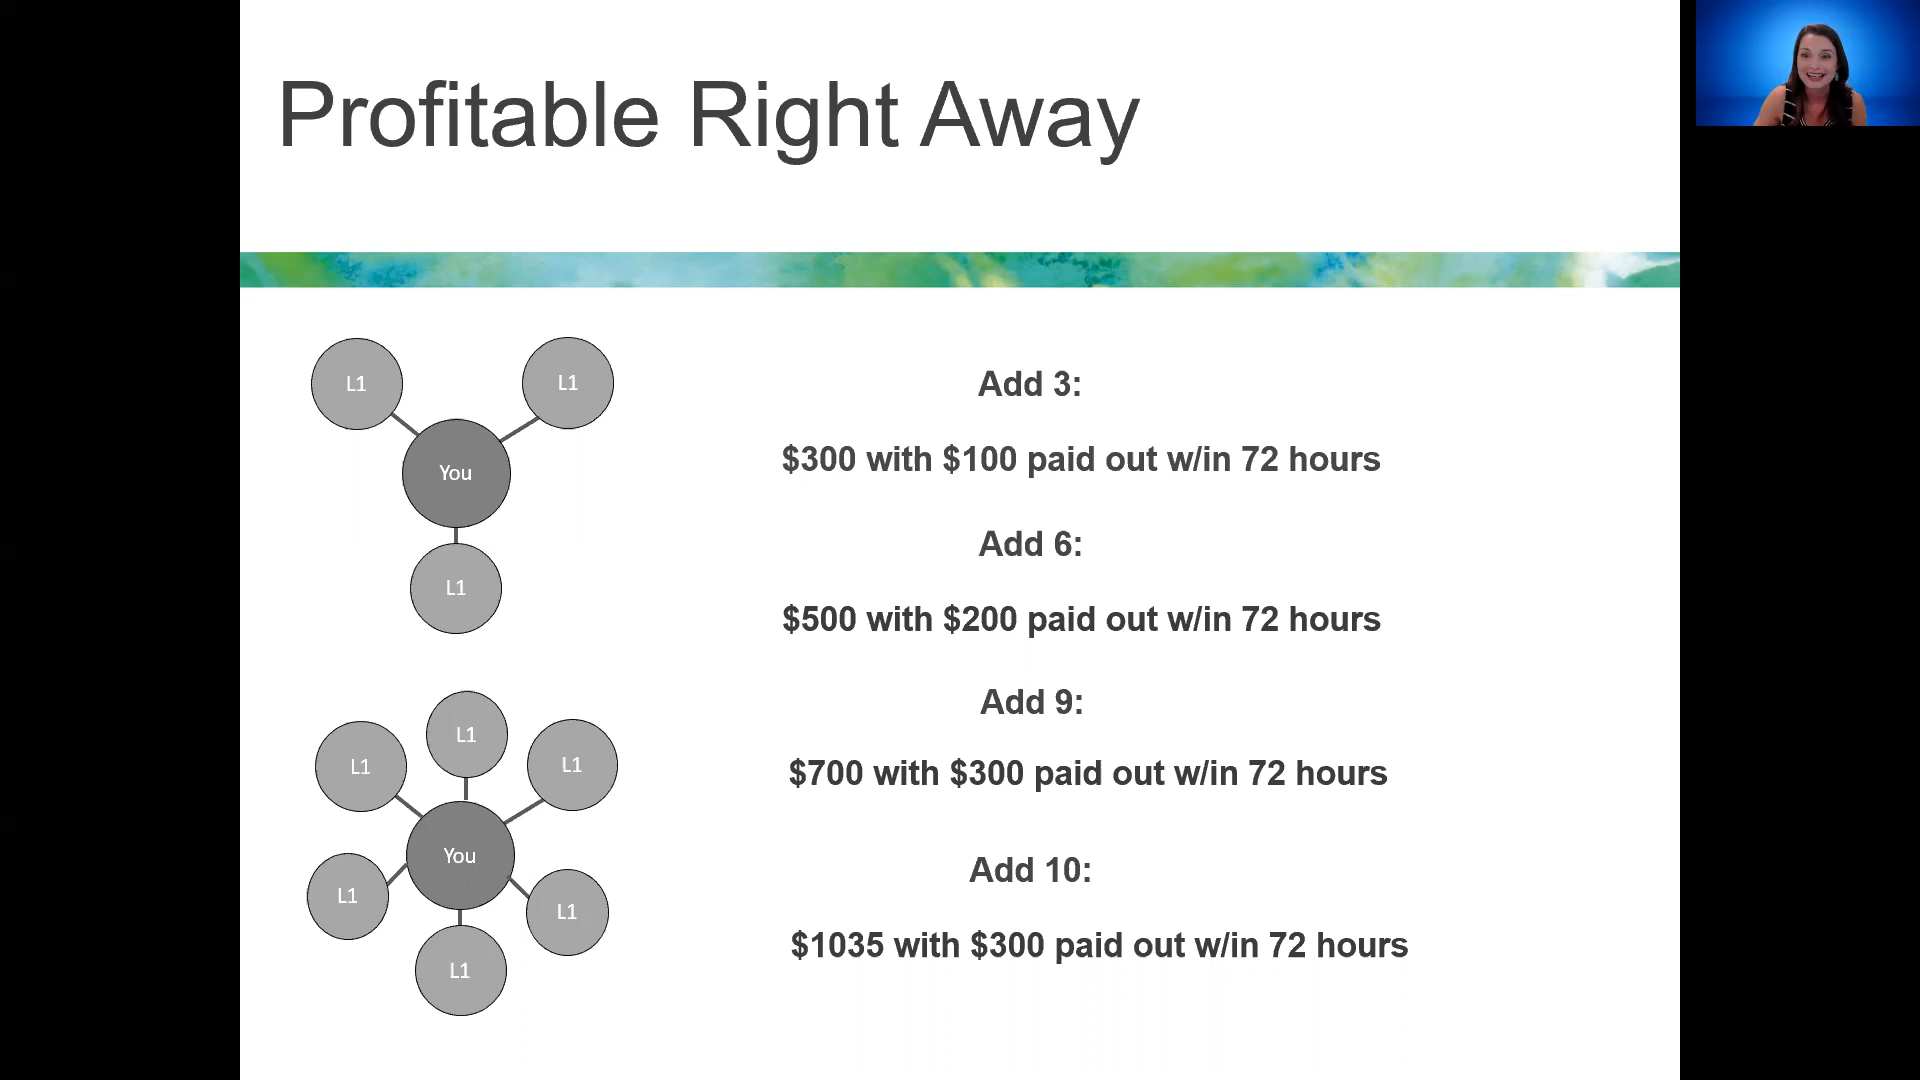 Profitable Right Away
L1
L1
You
L1
Add 3:
$300 with $100 paid out w/in 72 hours
Add 6:
$500 with $200 paid out w/in 72 hours
L1
L1
L1
You
L1
L1
L1
Add 9:
$700 with $300 paid out w/in 72 hours
Add 10:
$1035 with $300 paid out w/in 72 hours